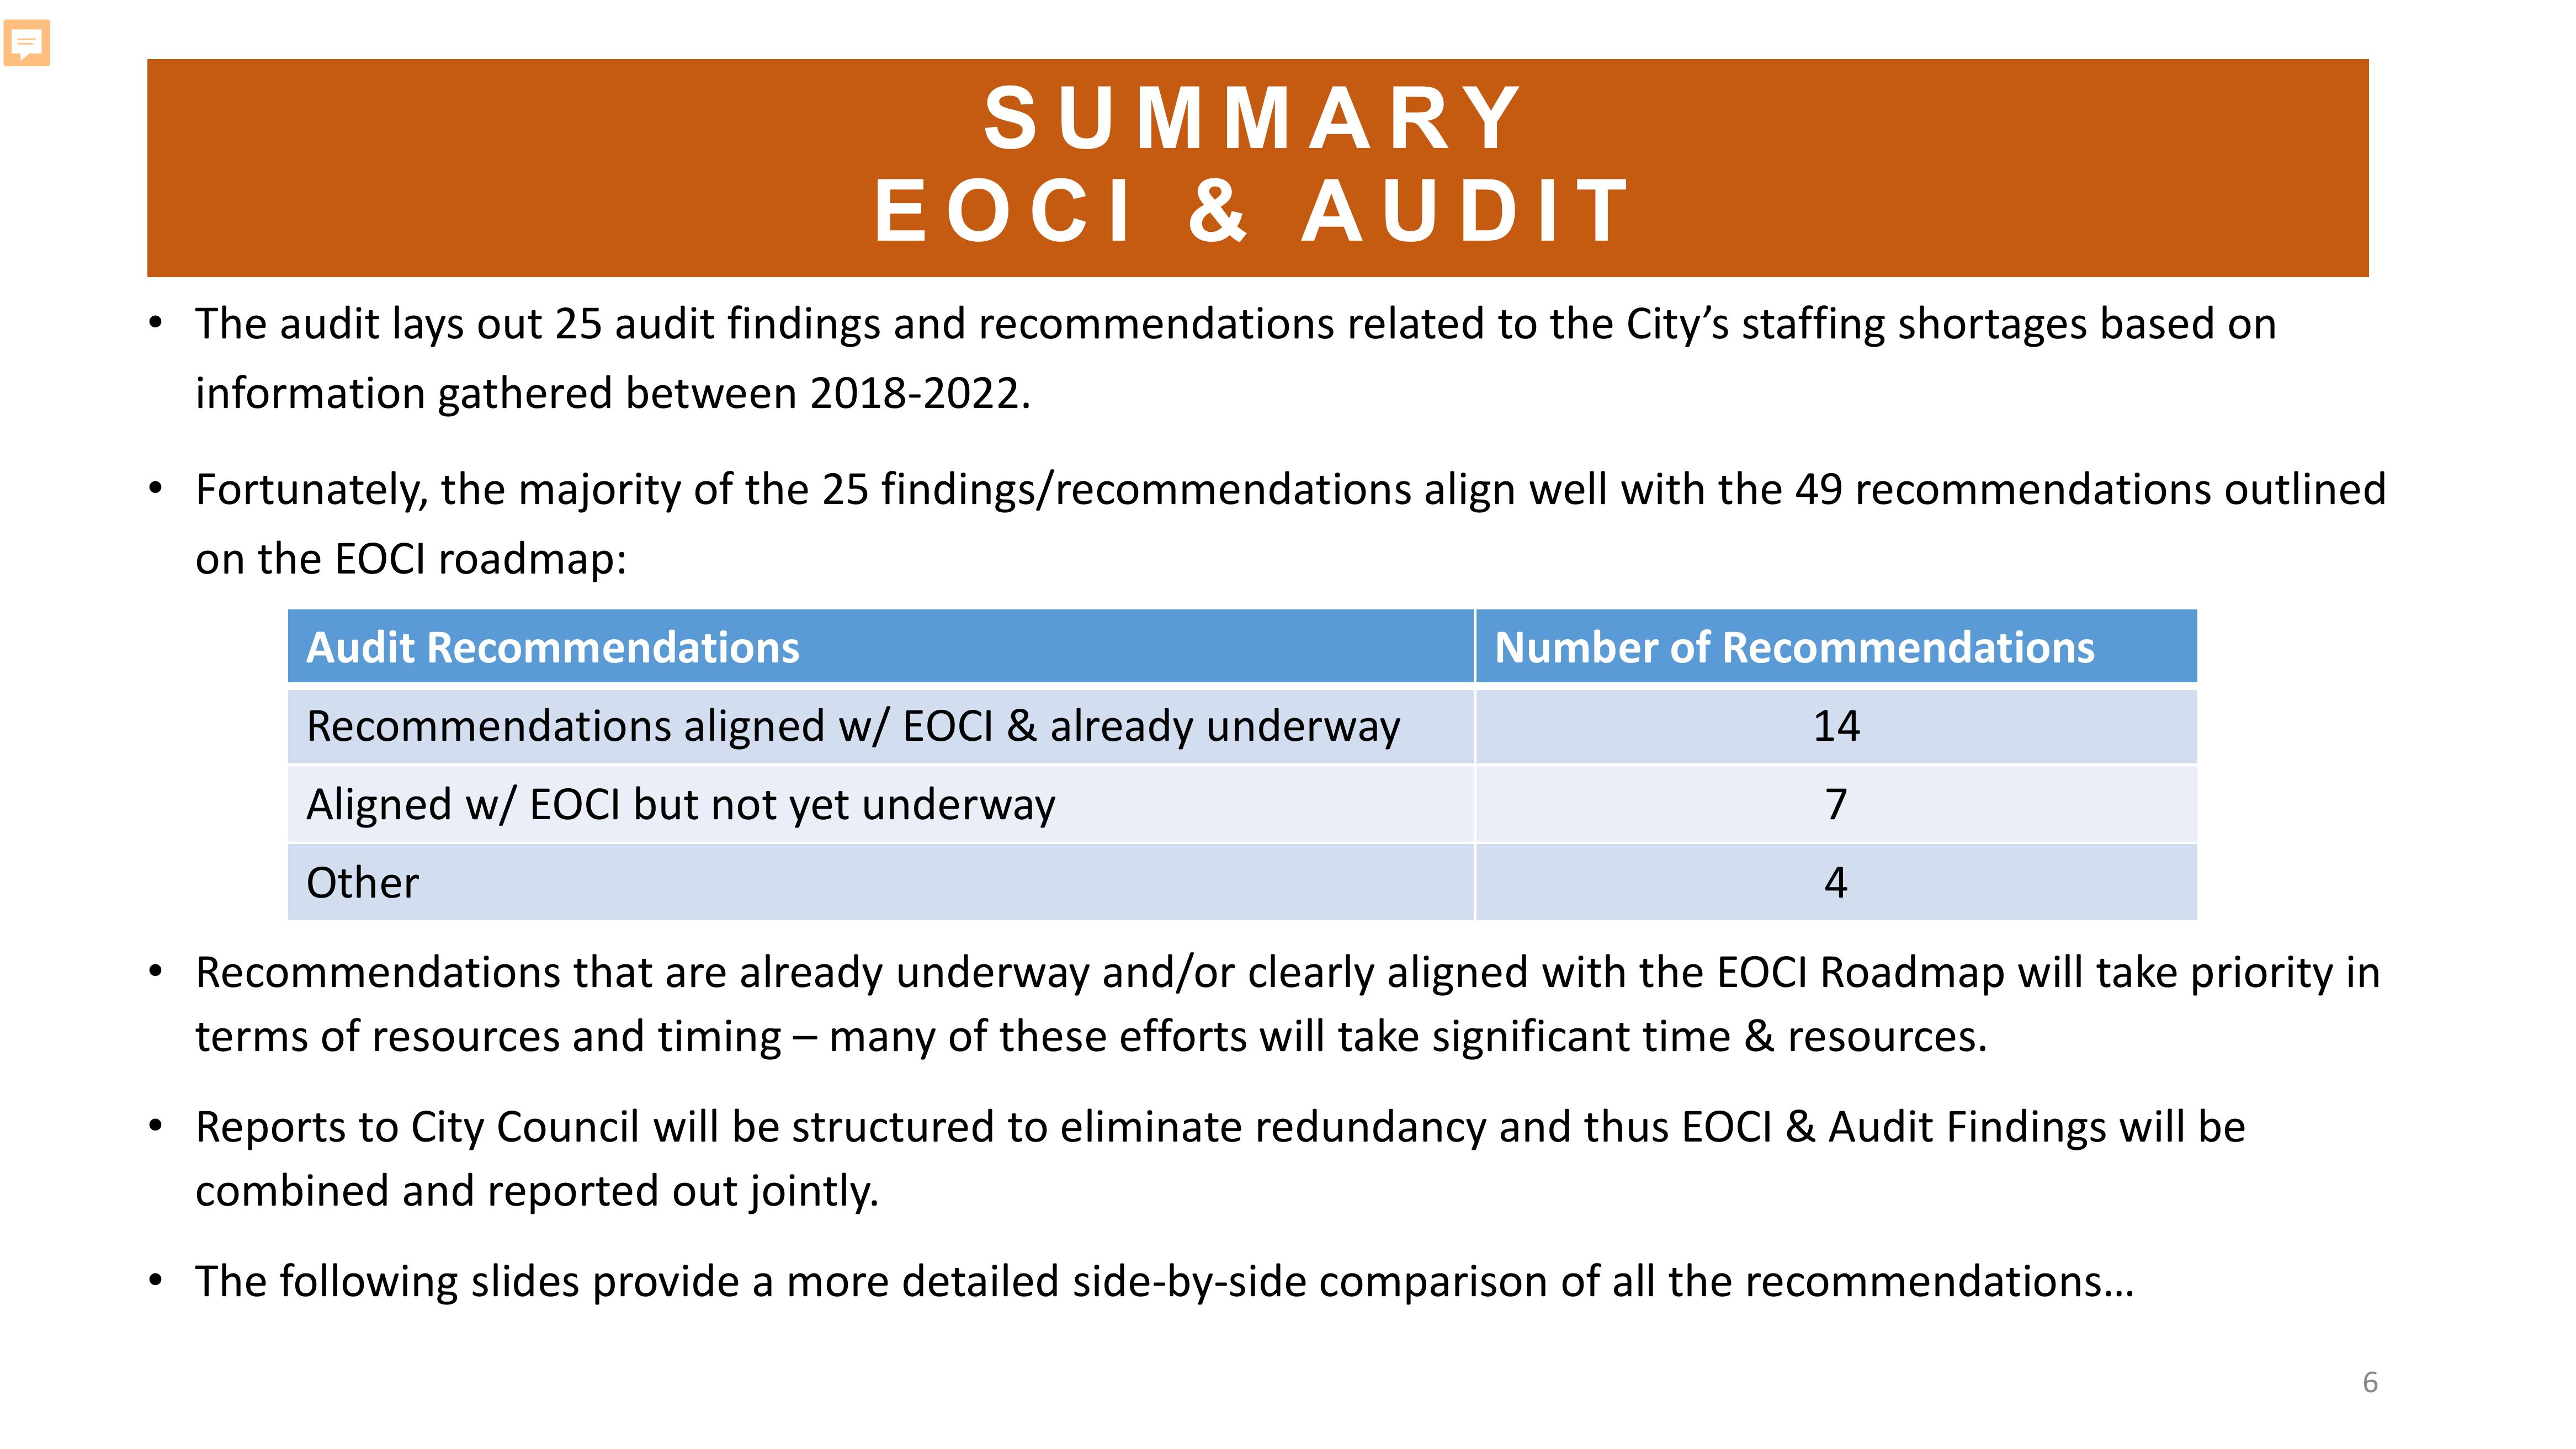 SUMMARY
EOCI & AUDIT
• The audit lays out 25 audit findings and recommendations related to the City’s staffing shortages based on
information gathered between 2018-2022.
• Fortunately, the majority of the 25 findings/recommendations align well with the 49 recommendations outlined
on the EOCI roadmap:
Audit Recommendations Number of Recommendations
Recommendations aligned w/ EOCI & already underway 14
Aligned w/ EOCI but not yet underway 7
Other 4
• Recommendations that are already underway and/or clearly aligned with the EOCI Roadmap will take priority in
terms of resources and timing – many of these efforts will take significant time & resources.
• Reports to City Council will be structured to eliminate redundancy and thus EOCI & Audit Findings will be
combined and reported out jointly.
• The following slides provide a more detailed side-by-side comparison of all the recommendations…
6